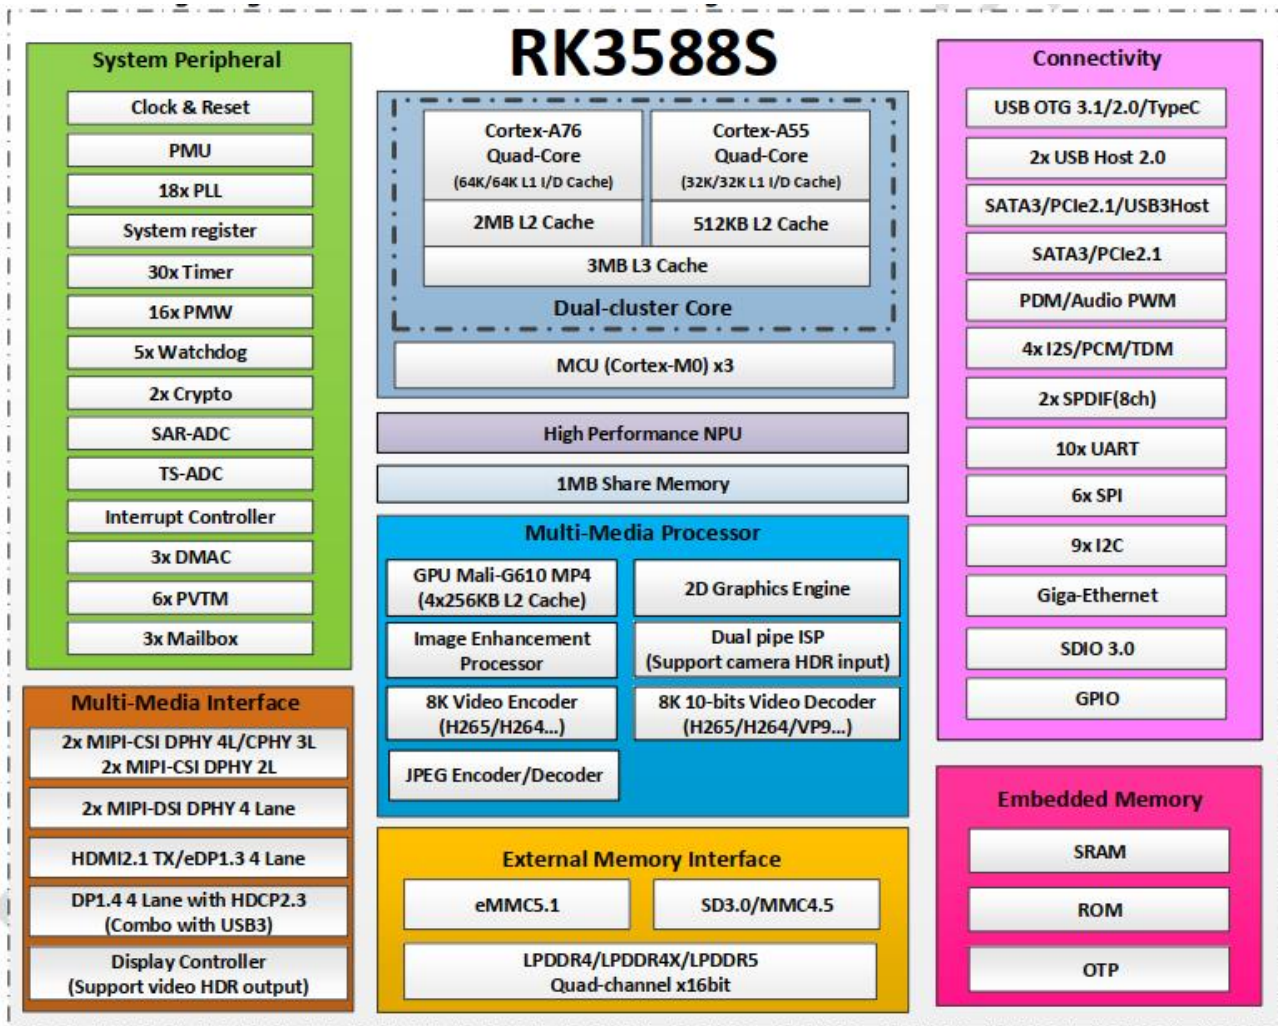 RK3588S
System Peripheral
Clock & Reset
PMU
18x PLL
System register
30x Timer
16x PMW
5x Watchdog
2x Crypto
SAR-ADC
TS-ADC
Interrupt Controller
3x DMAC
6x PVTM
3x Mailbox
Multi-Media Interface
2x MIPI-CSI DPHY 4L/CPHY 3L
2x MIPI-CSI DPHY 2L
2x MIPI-DSI DPHY 4 Lane
HDMI2.1 TX/eDP1.3 4 Lane
DP1.4 4 Lane with HDCP2.3
(Combo with USB3)
Display Controller
(Support video HDR output)
Cortex-A76
Quad-Core
(64K/64K L1 I/D Cache)
2MB L2 Cache
Cortex-A55
Quad-Core
(32K/32K L1 I/D Cache)
512KB L2 Cache
3MB L3 Cache
Dual-cluster Core
MCU (Cortex-M0) x3
High Performance NPU
1MB Share Memory
Multi-Media Processor
GPU Mali-G610 MP4
(4x256KB L2 Cache)
2D Graphics Engine
Image Enhancement
Processor
Dual pipe ISP
(Support camera HDR input)
8K Video Encoder
(H265/H264...)
8K 10-bits Video Decoder
(H265/H264/VP9...)
JPEG Encoder/Decoder
External Memory Interface
eMMC5.1
SD3.0/MMC4.5
LPDDR4/LPDDR4X/LPDDR5
Quad-channel x16bit
Connectivity
USB OTG 3.1/2.0/TypeC
2x USB Host 2.0
SATA3/PCIe2.1/USB3Host
SATA3/PCIe2.1
PDM/Audio PWM
4x I2S/PCM/TDM
2x SPDIF(8ch)
10x UART
6x SPI
9x I2C
Giga-Ethernet
SDIO 3.0
GPIO
Embedded Memory
SRAM
ROM
OTP